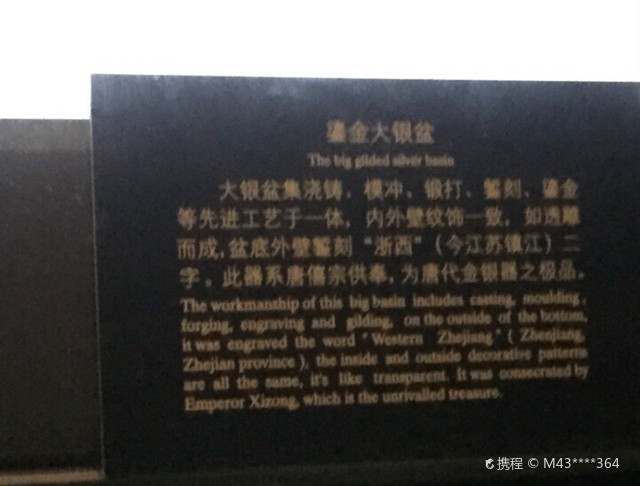 鎏金大银盆
The big gilded silver basin
大银盆集浇铸、模冲、锻打、錾刻、鎏金
等先进工艺于一体，内外壁纹饰一致，如透雕
而成，盆底外壁錾刻“浙西”（今江苏镇江）二
字。此器系唐僖宗供奉，为唐代金银器之极品。
The workmanship of this big basin includes casting, moulding,
forging, engraving and gilding, on the outside of the bottom,
it was engraved the word "Western Zhejiang" ( Zhenjiang,
Zhejian province ), the inside and outside decorative patterns
are all the same, it's like transparent. It was consecrated by
Emperor Xizong, which is the unrivalled treasure.
携程 © M43****364